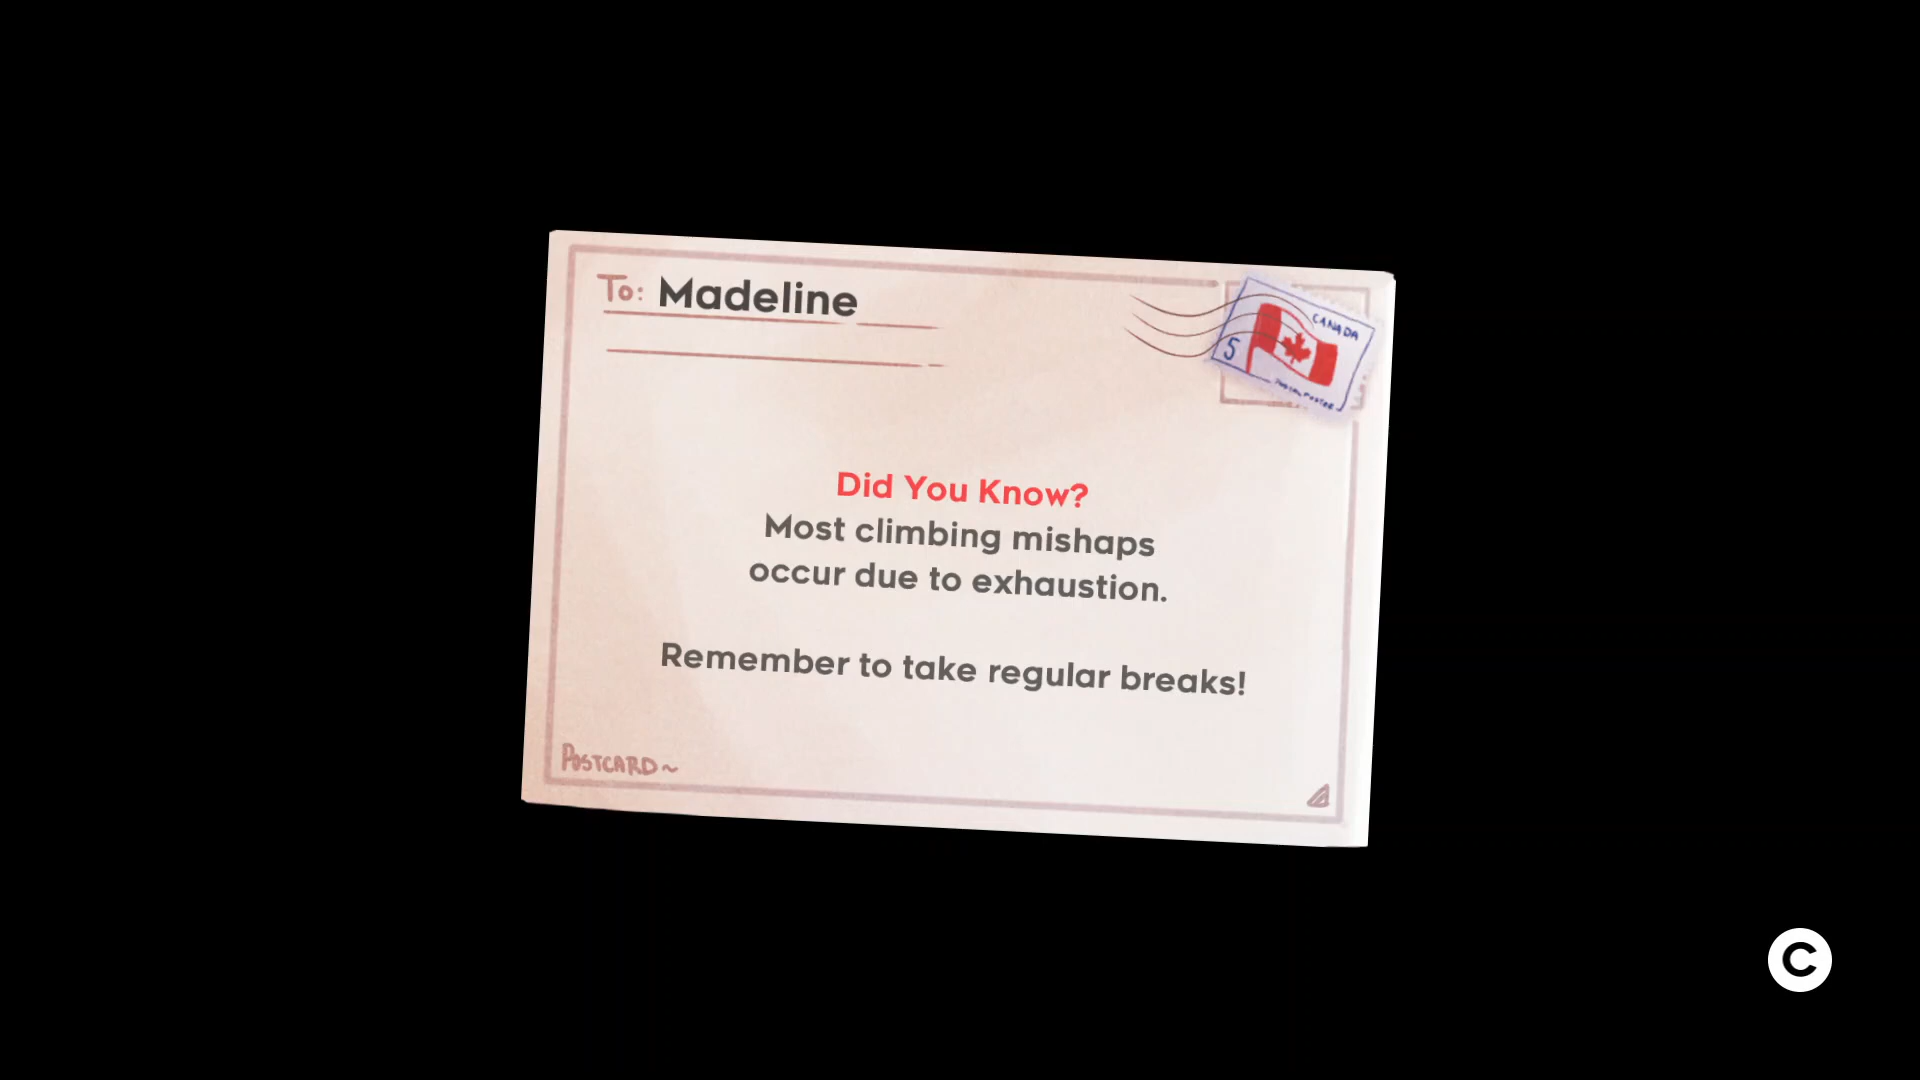 To: Madeline
CANADA
5
Did You Know?
Most climbing mishaps
occur due to exhaustion.
Remember to take regular breaks!
POSTCARD~
C